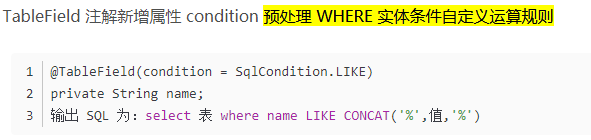 TableField 注解新增属性 condition 预处理 WHERE 实体条件自定义运算规则
1 @TableField(condition = SqlCondition.LIKE)
2 private String name;
3 输出 SQL 为：select 表 where name LIKE CONCAT('%',值,'%')